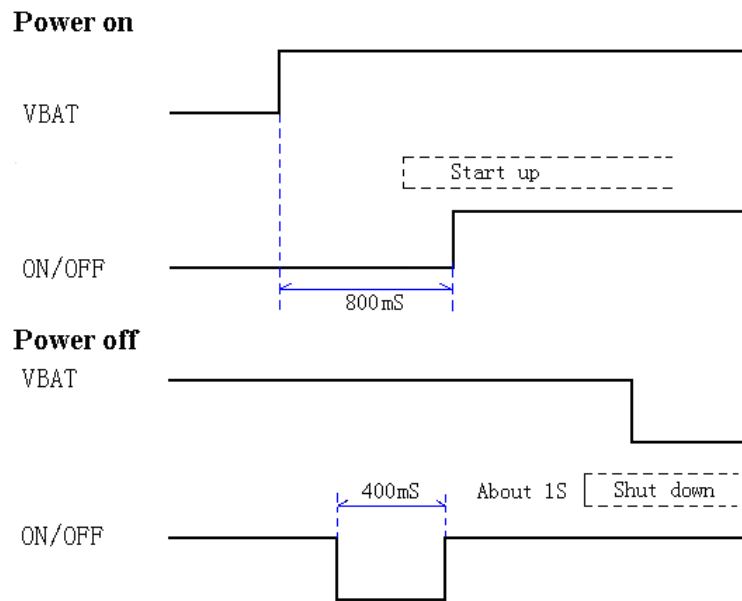 Power on
VBAT
Start up
ON/OFF
800mS
Power off
VBAT
400mS About 1S Shut down
ON/OFF